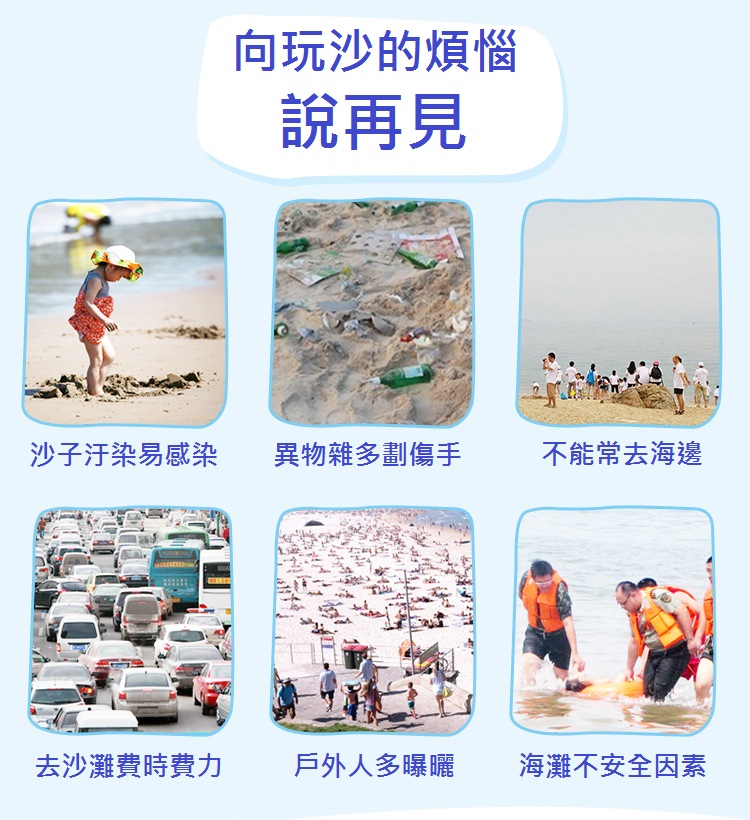 向玩沙的煩惱
說再見
沙子汙染易感染
異物雜多劃傷手
不能常去海邊
去沙灘費時費力
戶外人多曝曬
海灘不安全因素